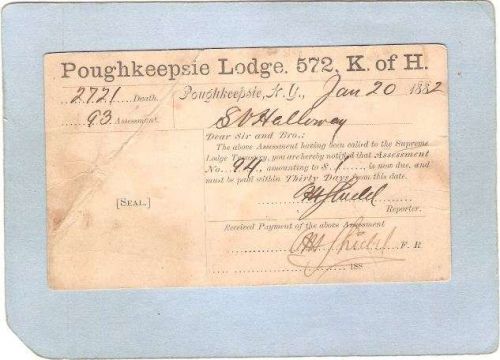 Poughkeepsie Lodge. 572, K. of H.
2721 Death.
93 Assessment.
Poughkeepsie, N. Y., Jan 20 1882
S V Halloway
Dear Sir and Bro.:
The above Assessment having been called to the Supreme
Lodge Treasury, you are hereby notified that Assessment
No. 94, amounting to $ 1 is now due, and
must be paid within Thirty Days from this date.
[SEAL.]
Shidel
Reporter.
Received Payment of the above Assessment
Shidel F. R
188